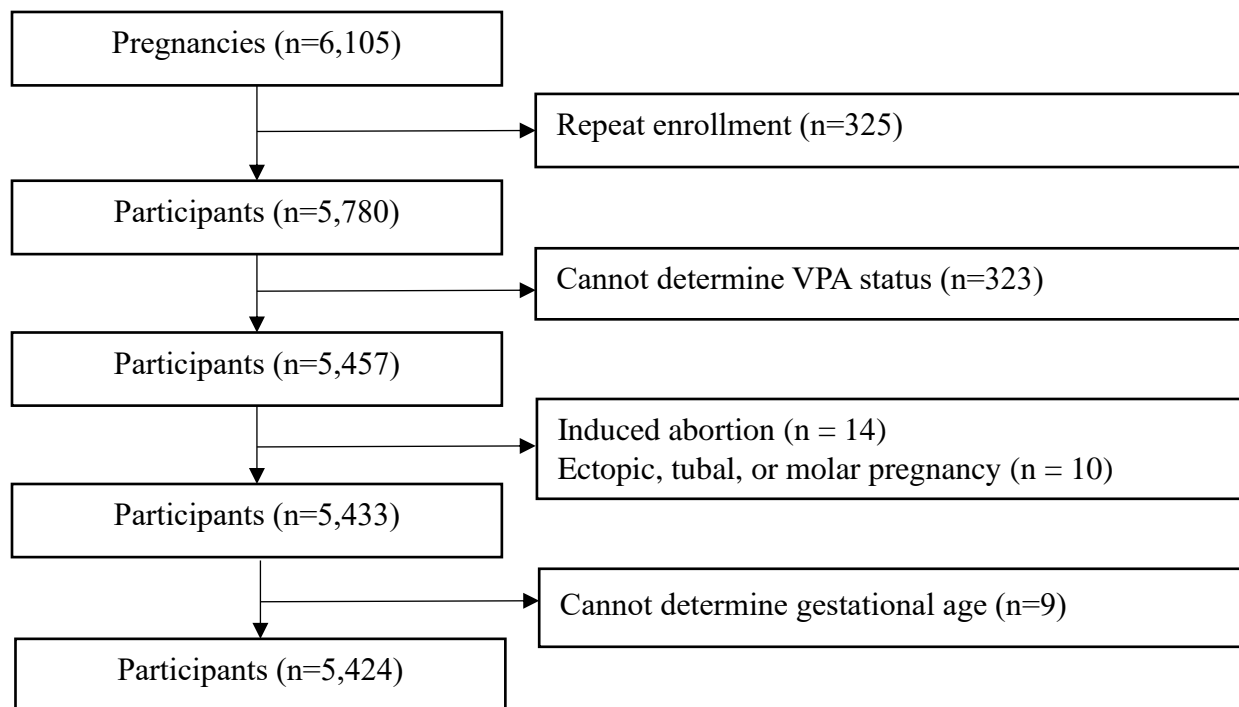 Pregnancies (n=6,105)
Repeat enrollment (n=325)
Participants (n=5,780)
Cannot determine VPA status (n=323)
Participants (n=5,457)
Induced abortion (n = 14)
Ectopic, tubal, or molar pregnancy (n = 10)
Participants (n=5,433)
Cannot determine gestational age (n=9)
Participants (n=5,424)